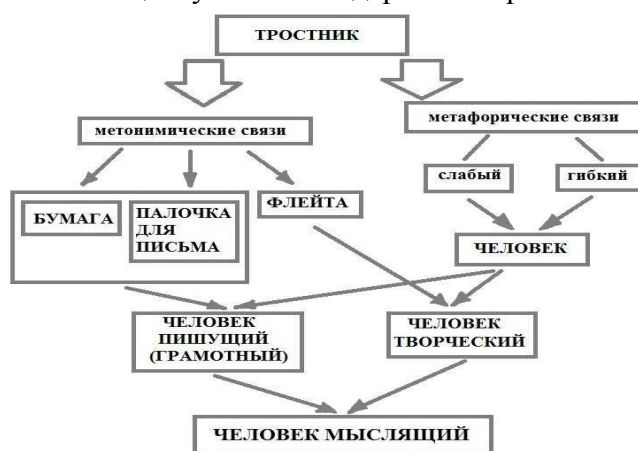 ТРОСТНИК
метонимические связи
метафорические связи
слабый
гибкий
БУМАГА
ПАЛОЧКА
ДЛЯ
ПИСЬМА
ФЛЕЙТА
ЧЕЛОВЕК
ЧЕЛОВЕК
ПИШУЩИЙ
(ГРАМОТНЫЙ)
ЧЕЛОВЕК
ТВОРЧЕСКИЙ
ЧЕЛОВЕК МЫСЛЯЩИЙ